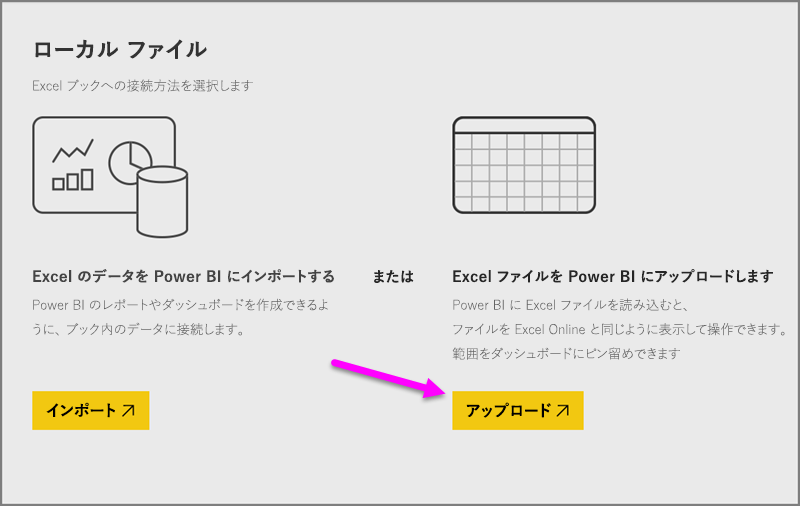 ローカル ファイル
Excel ブックへの接続方法を選択します
Excel のデータを Power BI にインポートする
Power BI のレポートやダッシュボードを作成できるよ
うに、ブック内のデータに接続します。
インポート
または
Excel ファイルを Power BI にアップロードします
Power BI に Excel ファイルを読み込むと、
ファイルを Excel Online と同じように表示して操作できます。
範囲をダッシュボードにピン留めできます
アップロード